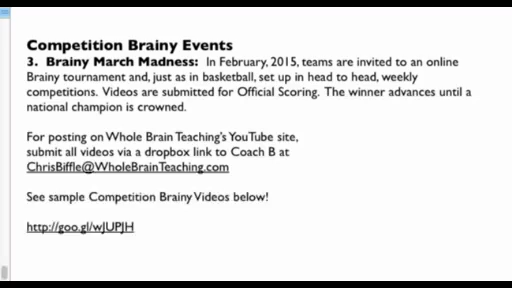 Competition Brainy Events
3. Brainy March Madness: In February, 2015, teams are invited to an online
Brainy tournament and, just as in basketball, set up in head to head, weekly
competitions. Videos are submitted for Official Scoring. The winner advances until a
national champion is crowned.
For posting on Whole Brain Teaching's YouTube site,
submit all videos via a dropbox link to Coach B at
ChrisBiffle@WholeBrainTeaching.com
See sample Competition Brainy Videos below!
http://goo.gl/wJUPJH